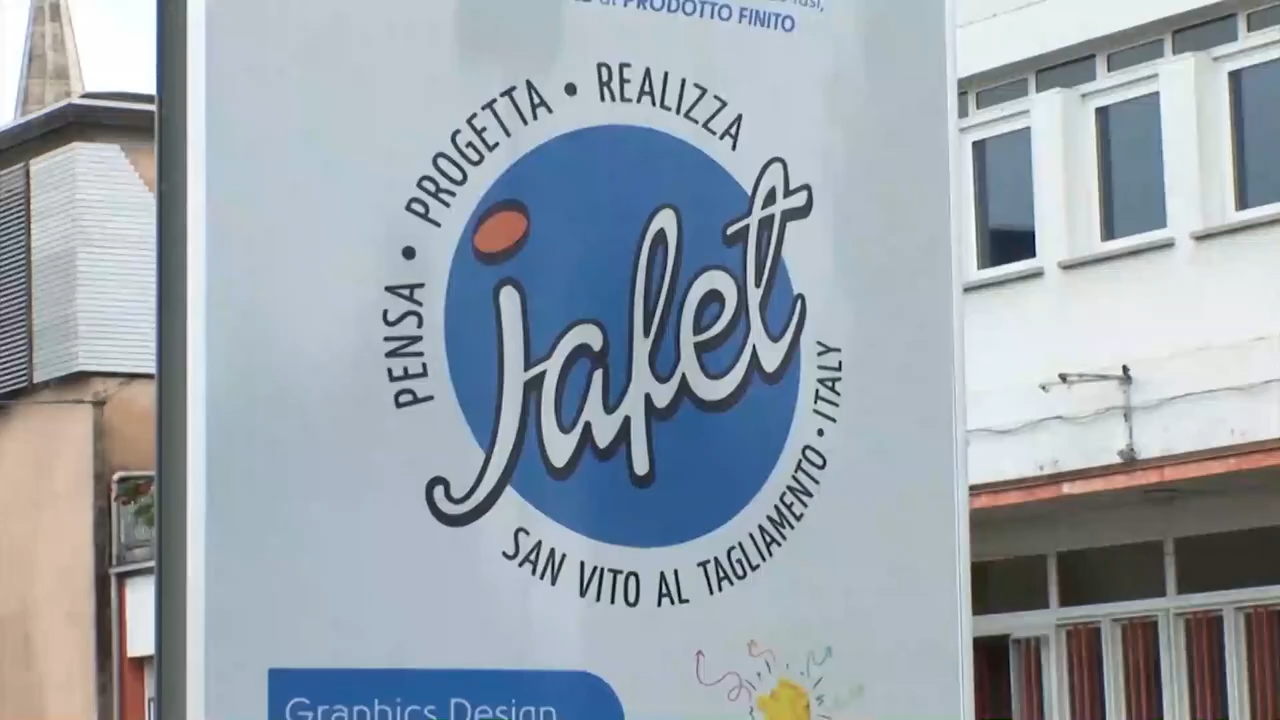 di PRODOTTO FINITO
PENSA • PROGETTA • REALIZZA
jafet
SAN VITO AL TAGLIAMENTO • ITALY
Graphics Design